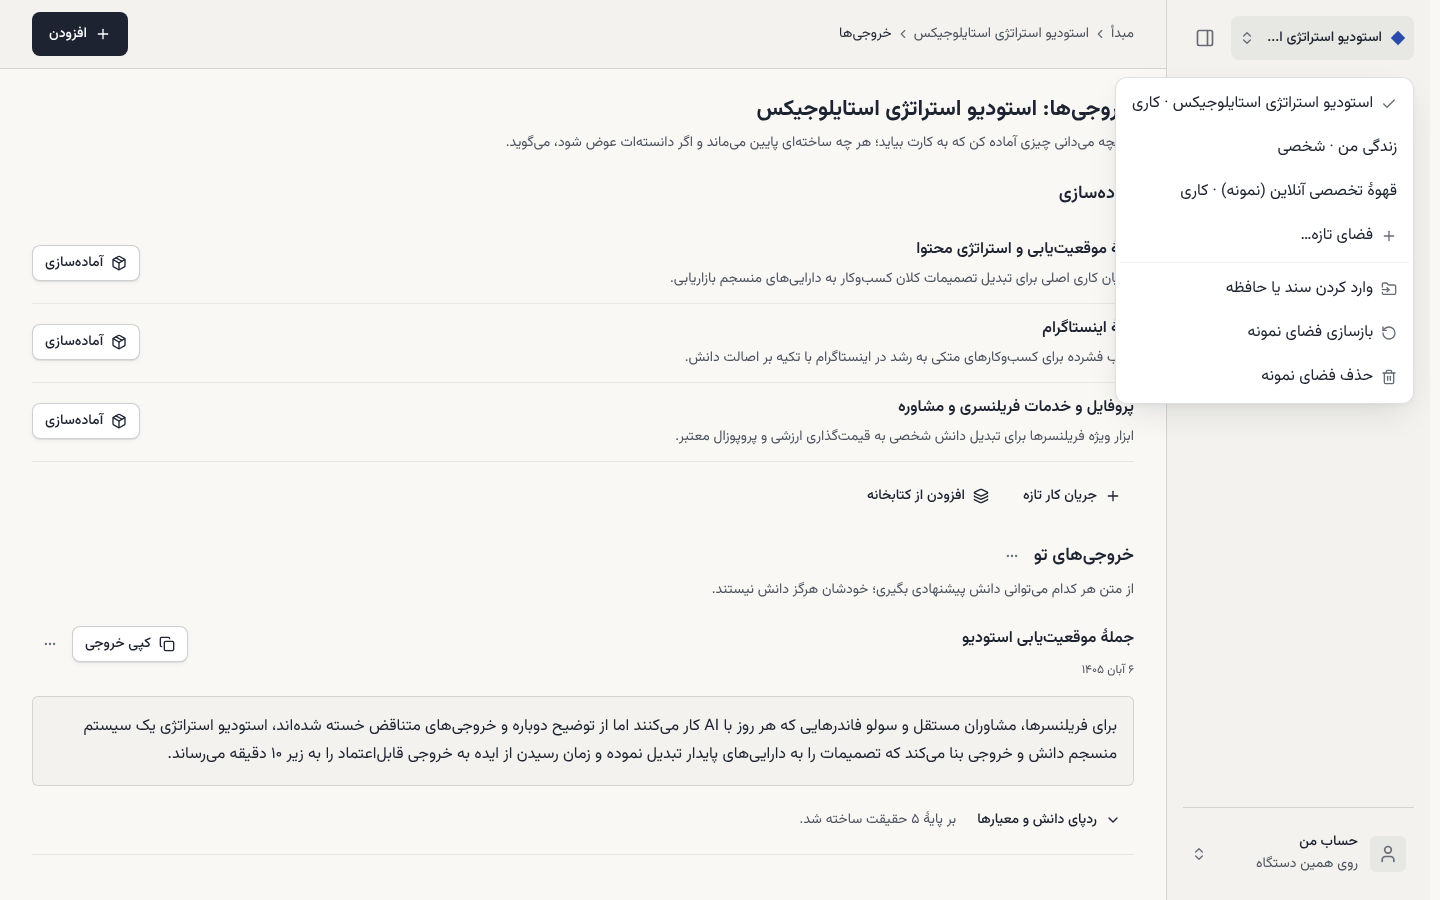 استودیو استراتژی ا...
استودیو استراتژی استایلوجیکس · کاری
زندگی من · شخصی
قهوهٔ تخصصی آنلاین (نمونه) · کاری
فضای تازه…
وارد کردن سند یا حافظه
بازسازی فضای نمونه
حذف فضای نمونه
حساب من
روی همین دستگاه
مبدأ › استودیو استراتژی استایلوجیکس › خروجی‌ها
افزودن
خروجی‌ها: استودیو استراتژی استایلوجیکس
می‌دانی چیزی آماده کن که به کارت بیاید؛ هر چه ساخته‌ای پایین می‌ماند و اگر دانسته‌ات عوض شود، می‌گوید.
موقعیت‌یابی و استراتژی محتوا
کاری اصلی برای تبدیل تصمیمات کلان کسب‌وکار به دارایی‌های منسجم بازاریابی.
آماده‌سازی
اینستاگرام
فشرده برای کسب‌وکارهای متکی به رشد در اینستاگرام با تکیه بر اصالت دانش.
آماده‌سازی
پروفایل و خدمات فریلنسری و مشاوره
ابزار ویژه فریلنسرها برای تبدیل دانش شخصی به قیمت‌گذاری ارزشی و پروپوزال معتبر.
آماده‌سازی
جریان کار تازه
افزودن از کتابخانه
خروجی‌های تو
از متن هر کدام می‌توانی دانش پیشنهادی بگیری؛ خودشان هرگز دانش نیستند.
جملهٔ موقعیت‌یابی استودیو
۶ آبان ۱۴۰۵
کپی خروجی
برای فریلنسرها، مشاوران مستقل و سولو فاندرهایی که هر روز با AI کار می‌کنند اما از توضیح دوباره و خروجی‌های متناقض خسته شده‌اند، استودیو استراتژی یک سیستم
منسجم دانش و خروجی بنا می‌کند که تصمیمات را به دارایی‌های پایدار تبدیل نموده و زمان رسیدن از ایده به خروجی قابل‌اعتماد را به زیر ۱۰ دقیقه می‌رساند.
ردپای دانش و معیارها
بر پایهٔ ۵ حقیقت ساخته شد.